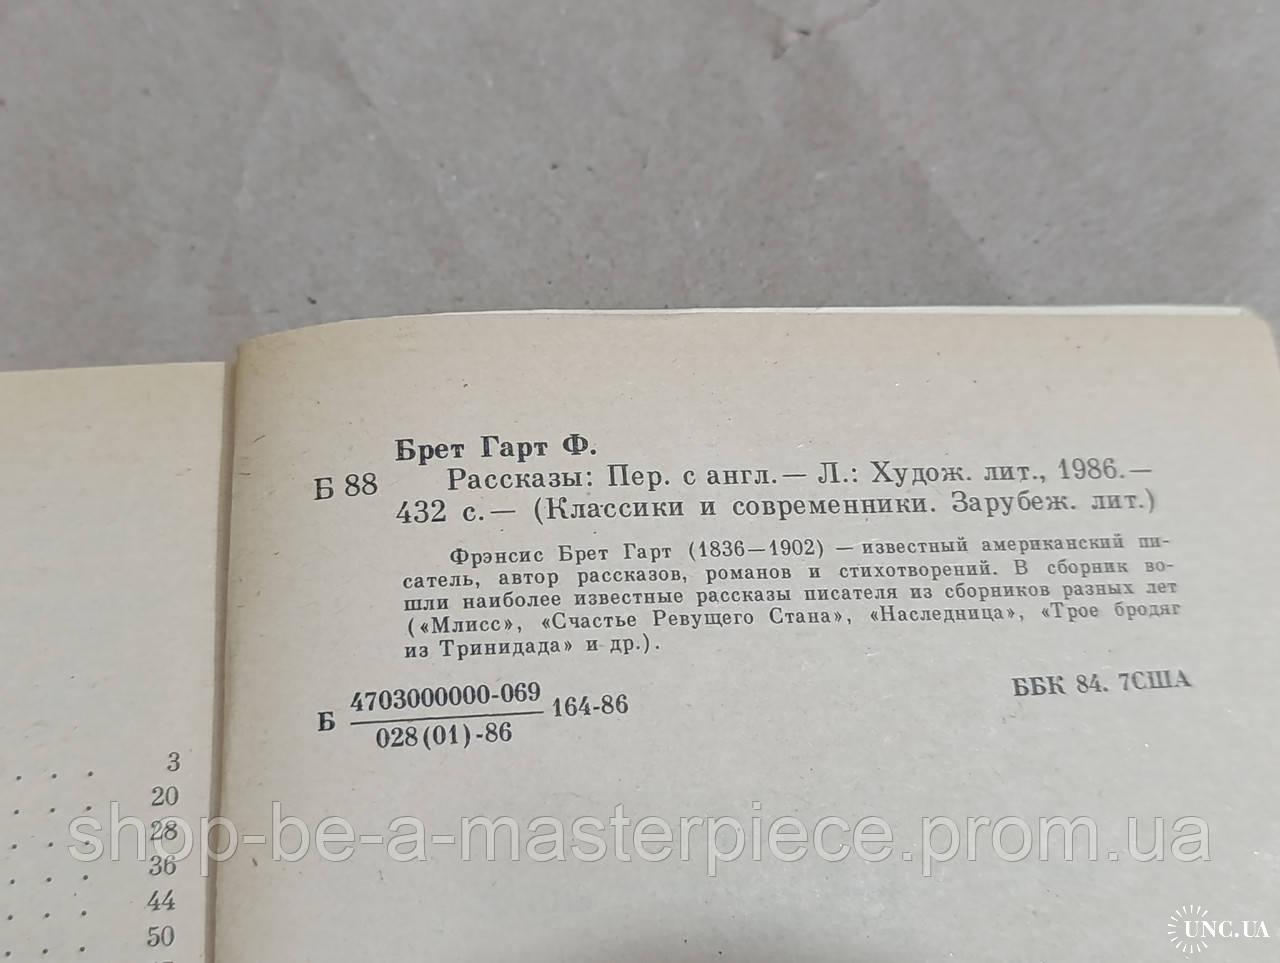 Брет Гарт Ф.
Б 88
Рассказы: Пер. с англ.— Л.: Худож. лит., 1986.—
432 с.— (Классики и современники. Зарубеж. лит.)
Фрэнсис Брет Гарт (1836—1902) — известный американский пи-
сатель, автор рассказов, романов и стихотворений. В сборник во-
шли наиболее известные рассказы писателя из сборников разных лет
(«Млисс», «Счастье Ревущего Стана», «Наследница», «Трое бродяг
из Тринидада» и др.).
Б 4703000000-069 164-86
028(01)-86
ББК 84. 7США
. . . 3
. . . 20
. . . 28
. . . 36
. . . 44
. . . 50
shop-be-a-masterpiece.prom.ua
UNC.UA